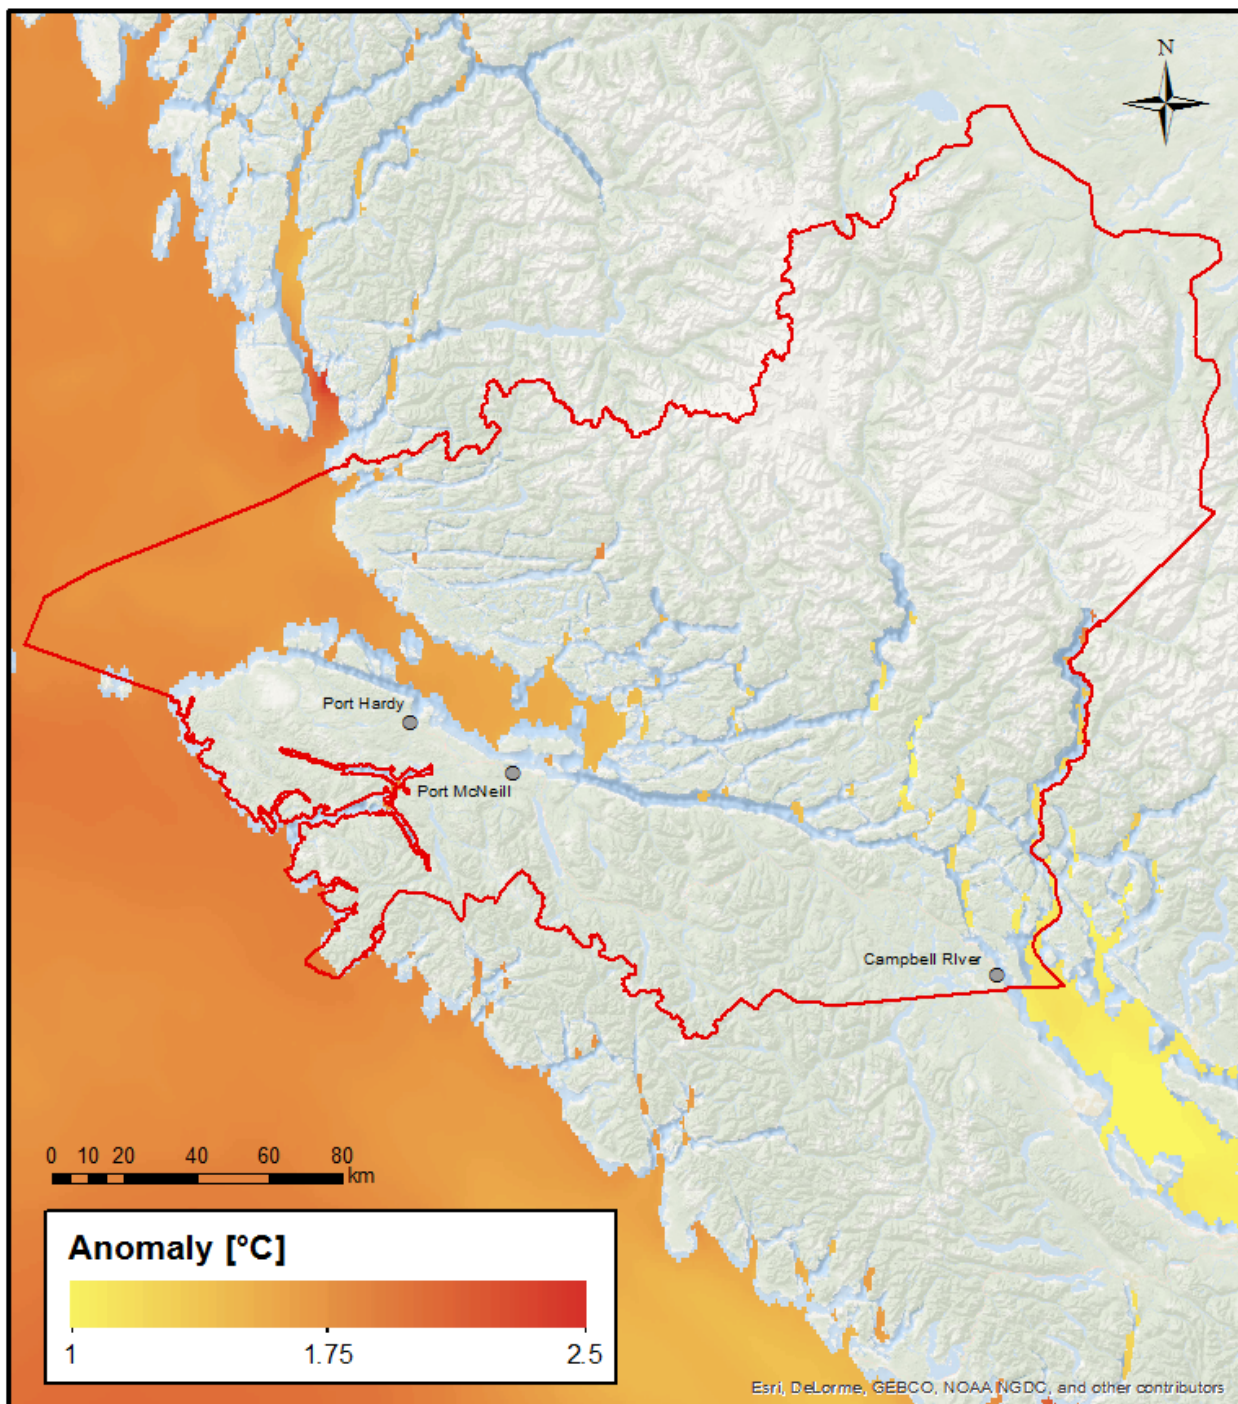 N
Port Hardy
Port McNeill
Campbell RIver
0 10 20 40 60 80
km
Anomaly [ºC]
1 1.75 2.5
Esri, DeLorme, GEBCO, NOAA NGDC, and other contributors